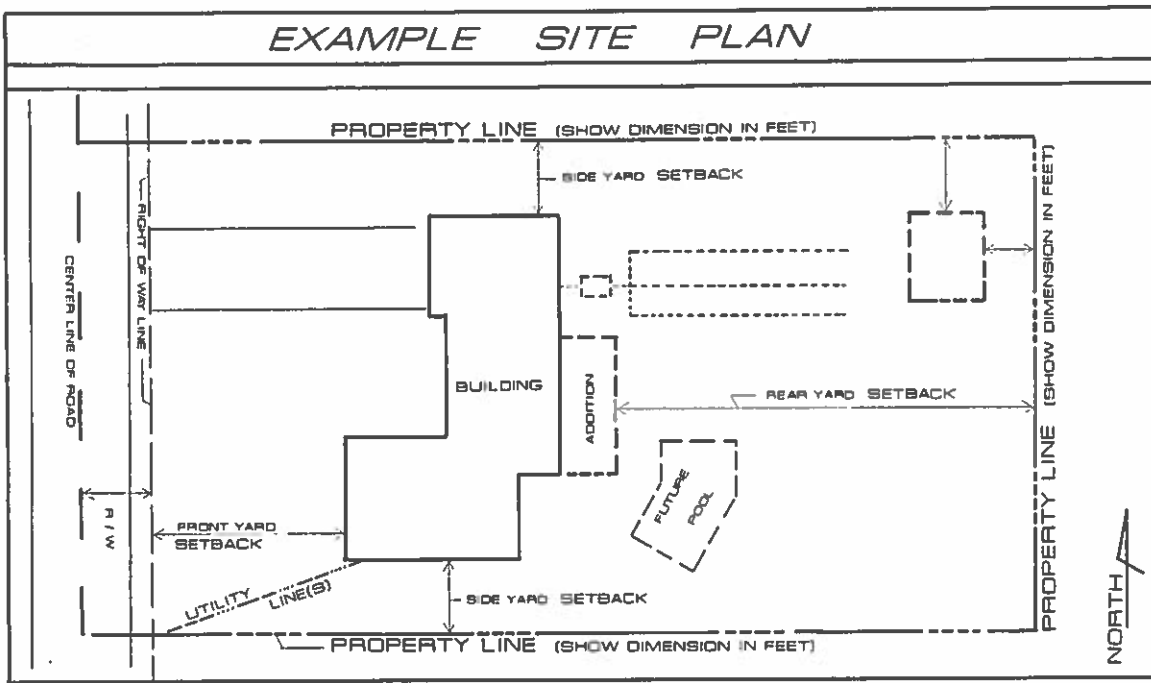 EXAMPLE SITE PLAN
PROPERTY LINE (SHOW DIMENSION IN FEET)
SIDE YARD SETBACK
RIGHT OF WAY LINE
CENTER LINE OF ROAD
PROPERTY LINE (SHOW DIMENSION IN FEET)
BUILDING
ADDITION
REAR YARD SETBACK
FUTURE
POOL
R/W
FRONT YARD
SETBACK
UTILITY
LINE(S)
SIDE YARD SETBACK
PROPERTY LINE (SHOW DIMENSION IN FEET)
NORTH